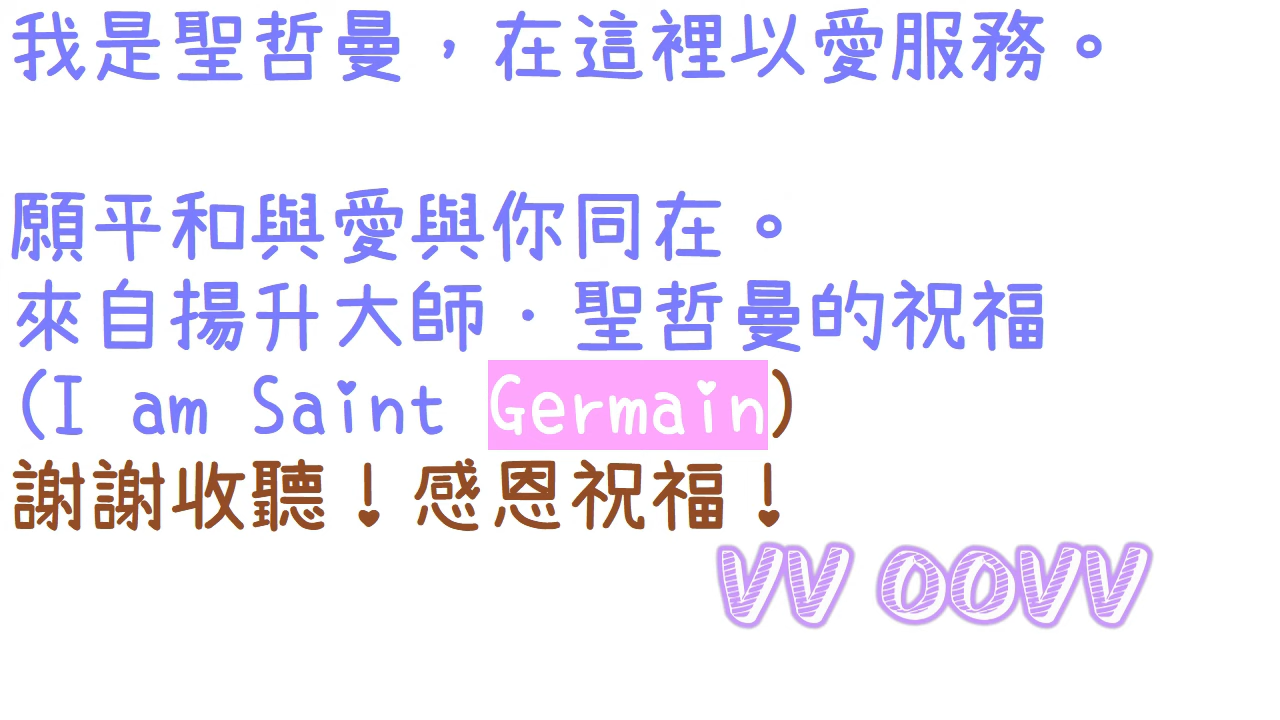 我是聖哲曼，在這裡以愛服務。
願平和與愛與你同在。
來自揚升大師．聖哲曼的祝福
(I am Saint Germain)
謝謝收聽！感恩祝福！
VV OOVV